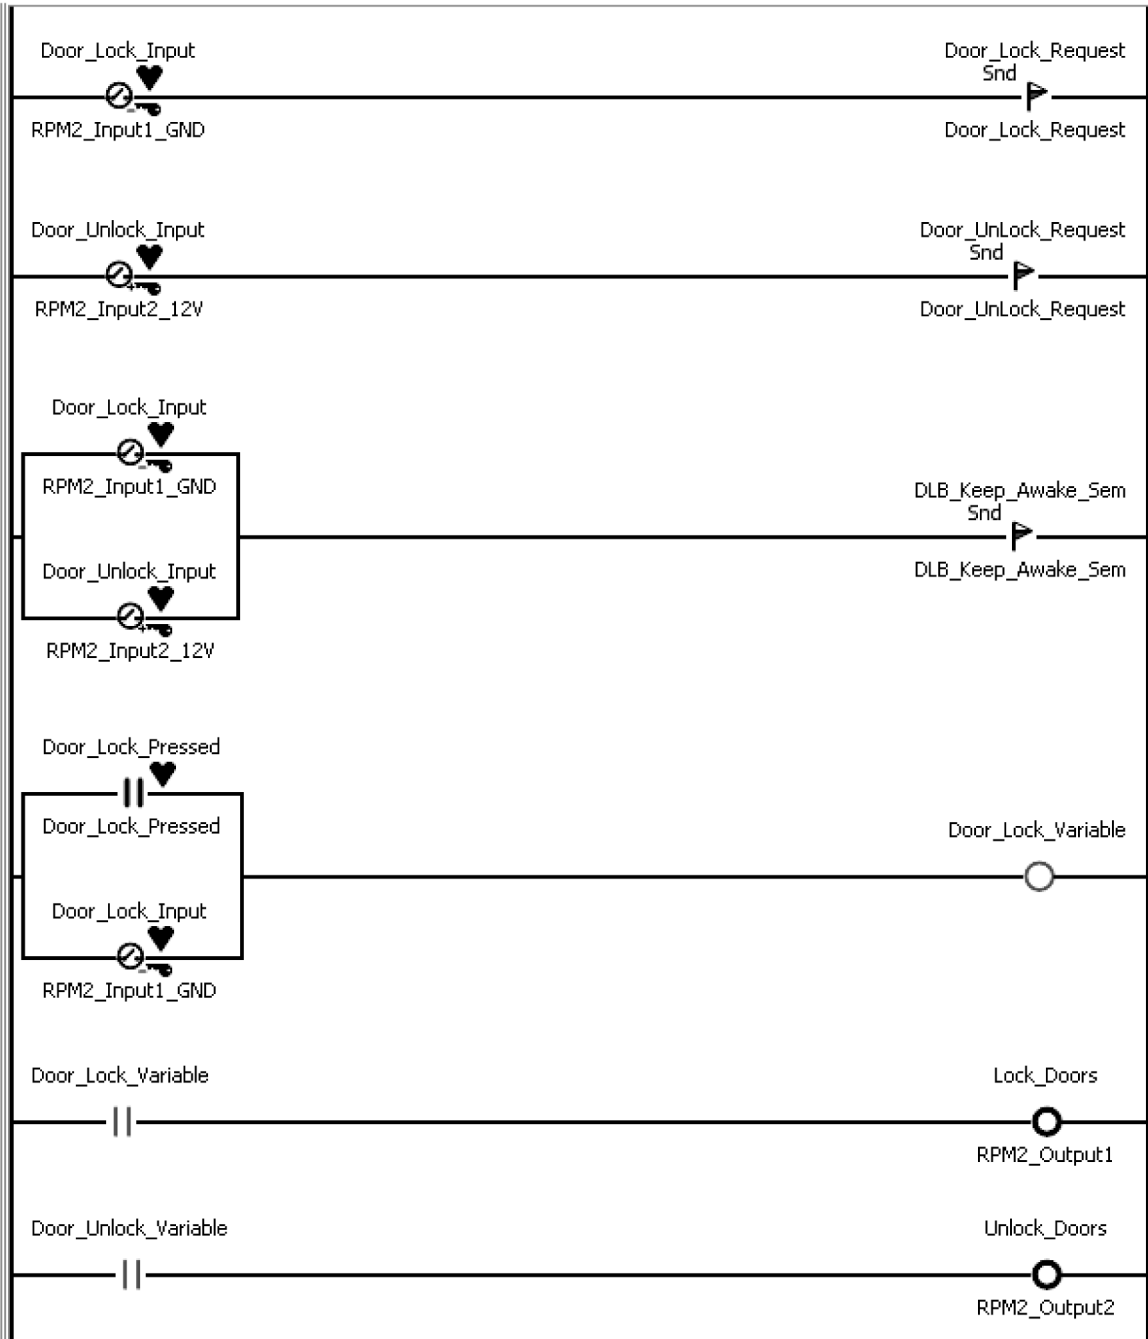 Door_Lock_Input
Door_Lock_Request
Snd
RPM2_Input1_GND
Door_Lock_Request
Door_Unlock_Input
Door_UnLock_Request
Snd
RPM2_Input2_12V
Door_UnLock_Request
Door_Lock_Input
RPM2_Input1_GND
DLB_Keep_Awake_Sem
Snd
Door_Unlock_Input
DLB_Keep_Awake_Sem
RPM2_Input2_12V
Door_Lock_Pressed
Door_Lock_Pressed
Door_Lock_Variable
Door_Lock_Input
RPM2_Input1_GND
Door_Lock_Variable
Lock_Doors
RPM2_Output1
Door_Unlock_Variable
Unlock_Doors
RPM2_Output2